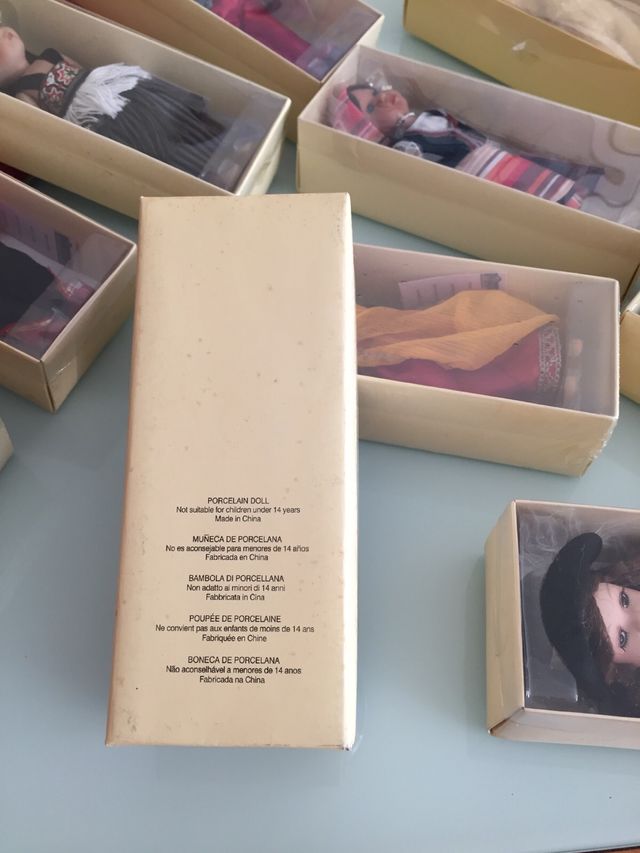 PORCELAIN DOLL
Not suitable for children under 14 years
Made in China
MUÑECA DE PORCELANA
No es aconsejable para menores de 14 años
Fabricada en China
BAMBOLA DI PORCELLANA
Non adatto ai minori di 14 anni
Fabbricata in Cina
POUPÉE DE PORCELAINE
Ne convient pas aux enfants de moins de 14 ans
Fabriquée en Chine
BONECA DE PORCELANA
Não aconselhável a menores de 14 anos
Fabricada na China